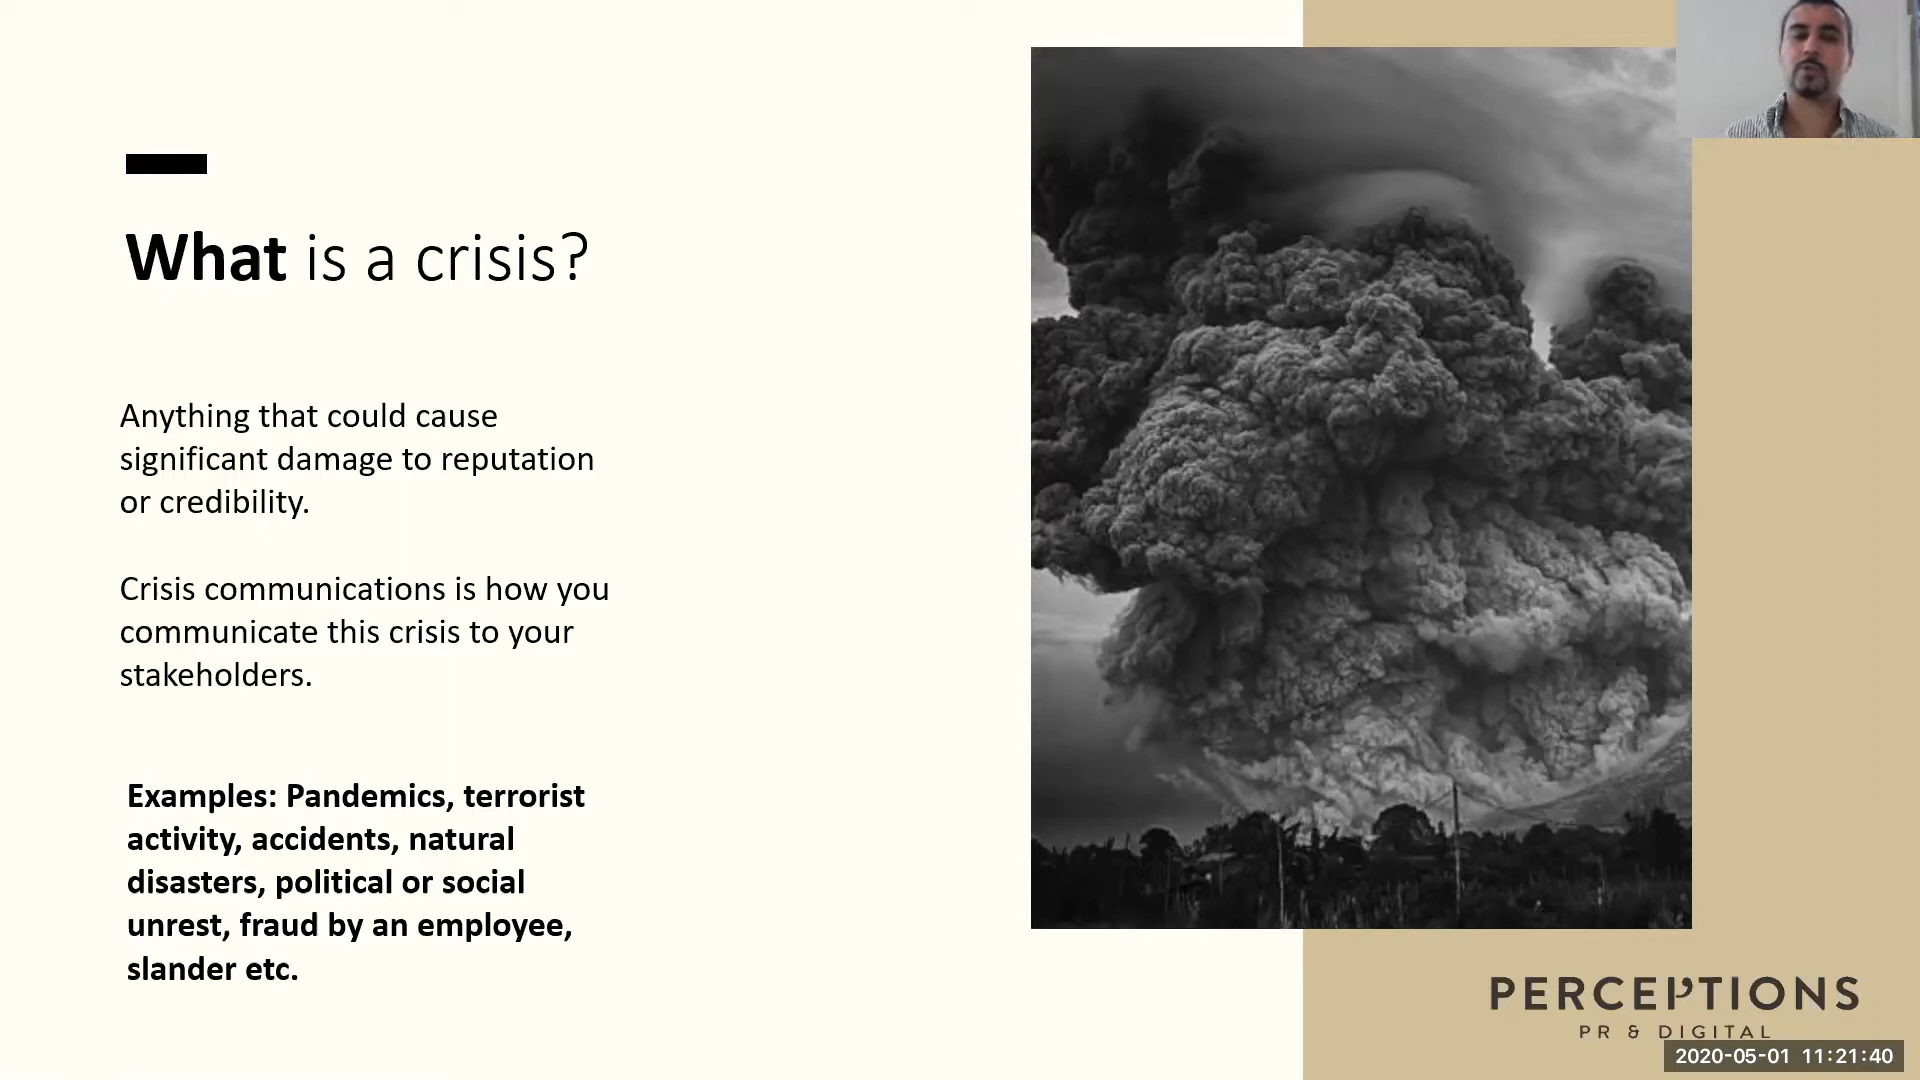 What is a crisis?
Anything that could cause
significant damage to reputation
or credibility.
Crisis communications is how you
communicate this crisis to your
stakeholders.
Examples: Pandemics, terrorist
activity, accidents, natural
disasters, political or social
unrest, fraud by an employee,
slander etc.
PERCEPTIONS
PR & DIGITAL
2020-05-01 11:21:40